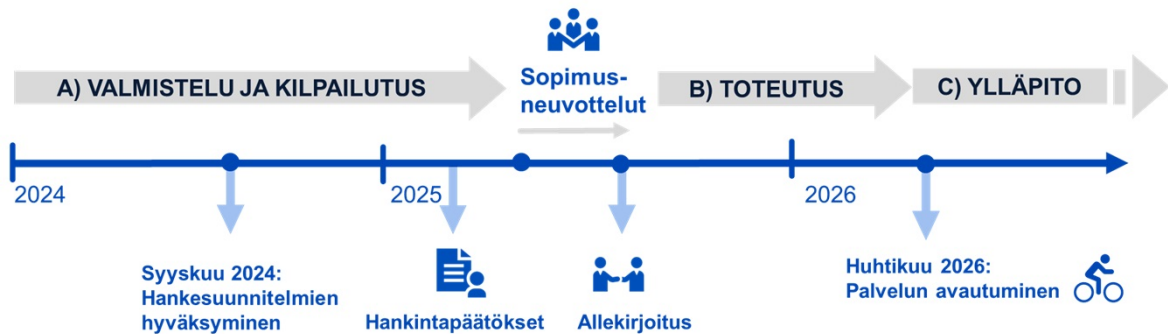 A) VALMISTELU JA KILPAILUTUS
Sopimus-
neuvottelut
B) TOTEUTUS
C) YLLÄPITO
2024
2025
2026
Syyskuu 2024:
Hankesuunnitelmien
hyväksyminen
Hankintapäätökset
Allekirjoitus
Huhtikuu 2026:
Palvelun avautuminen